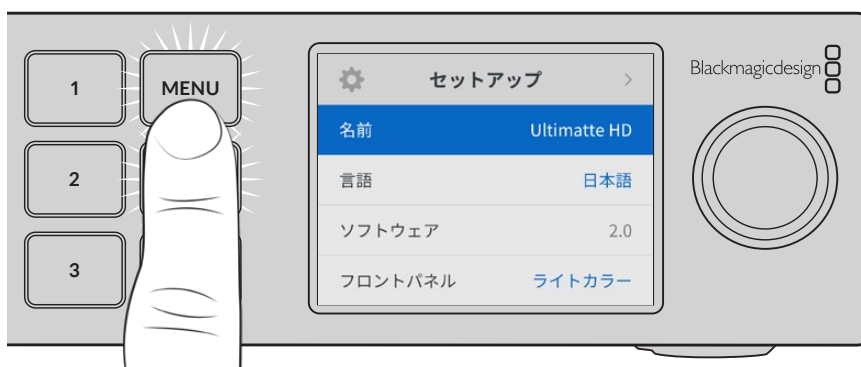 1
MENU
2
3
セットアップ
名前 Ultimatte HD
言語 日本語
ソフトウェア 2.0
フロントパネル ライトカラー
Blackmagicdesign